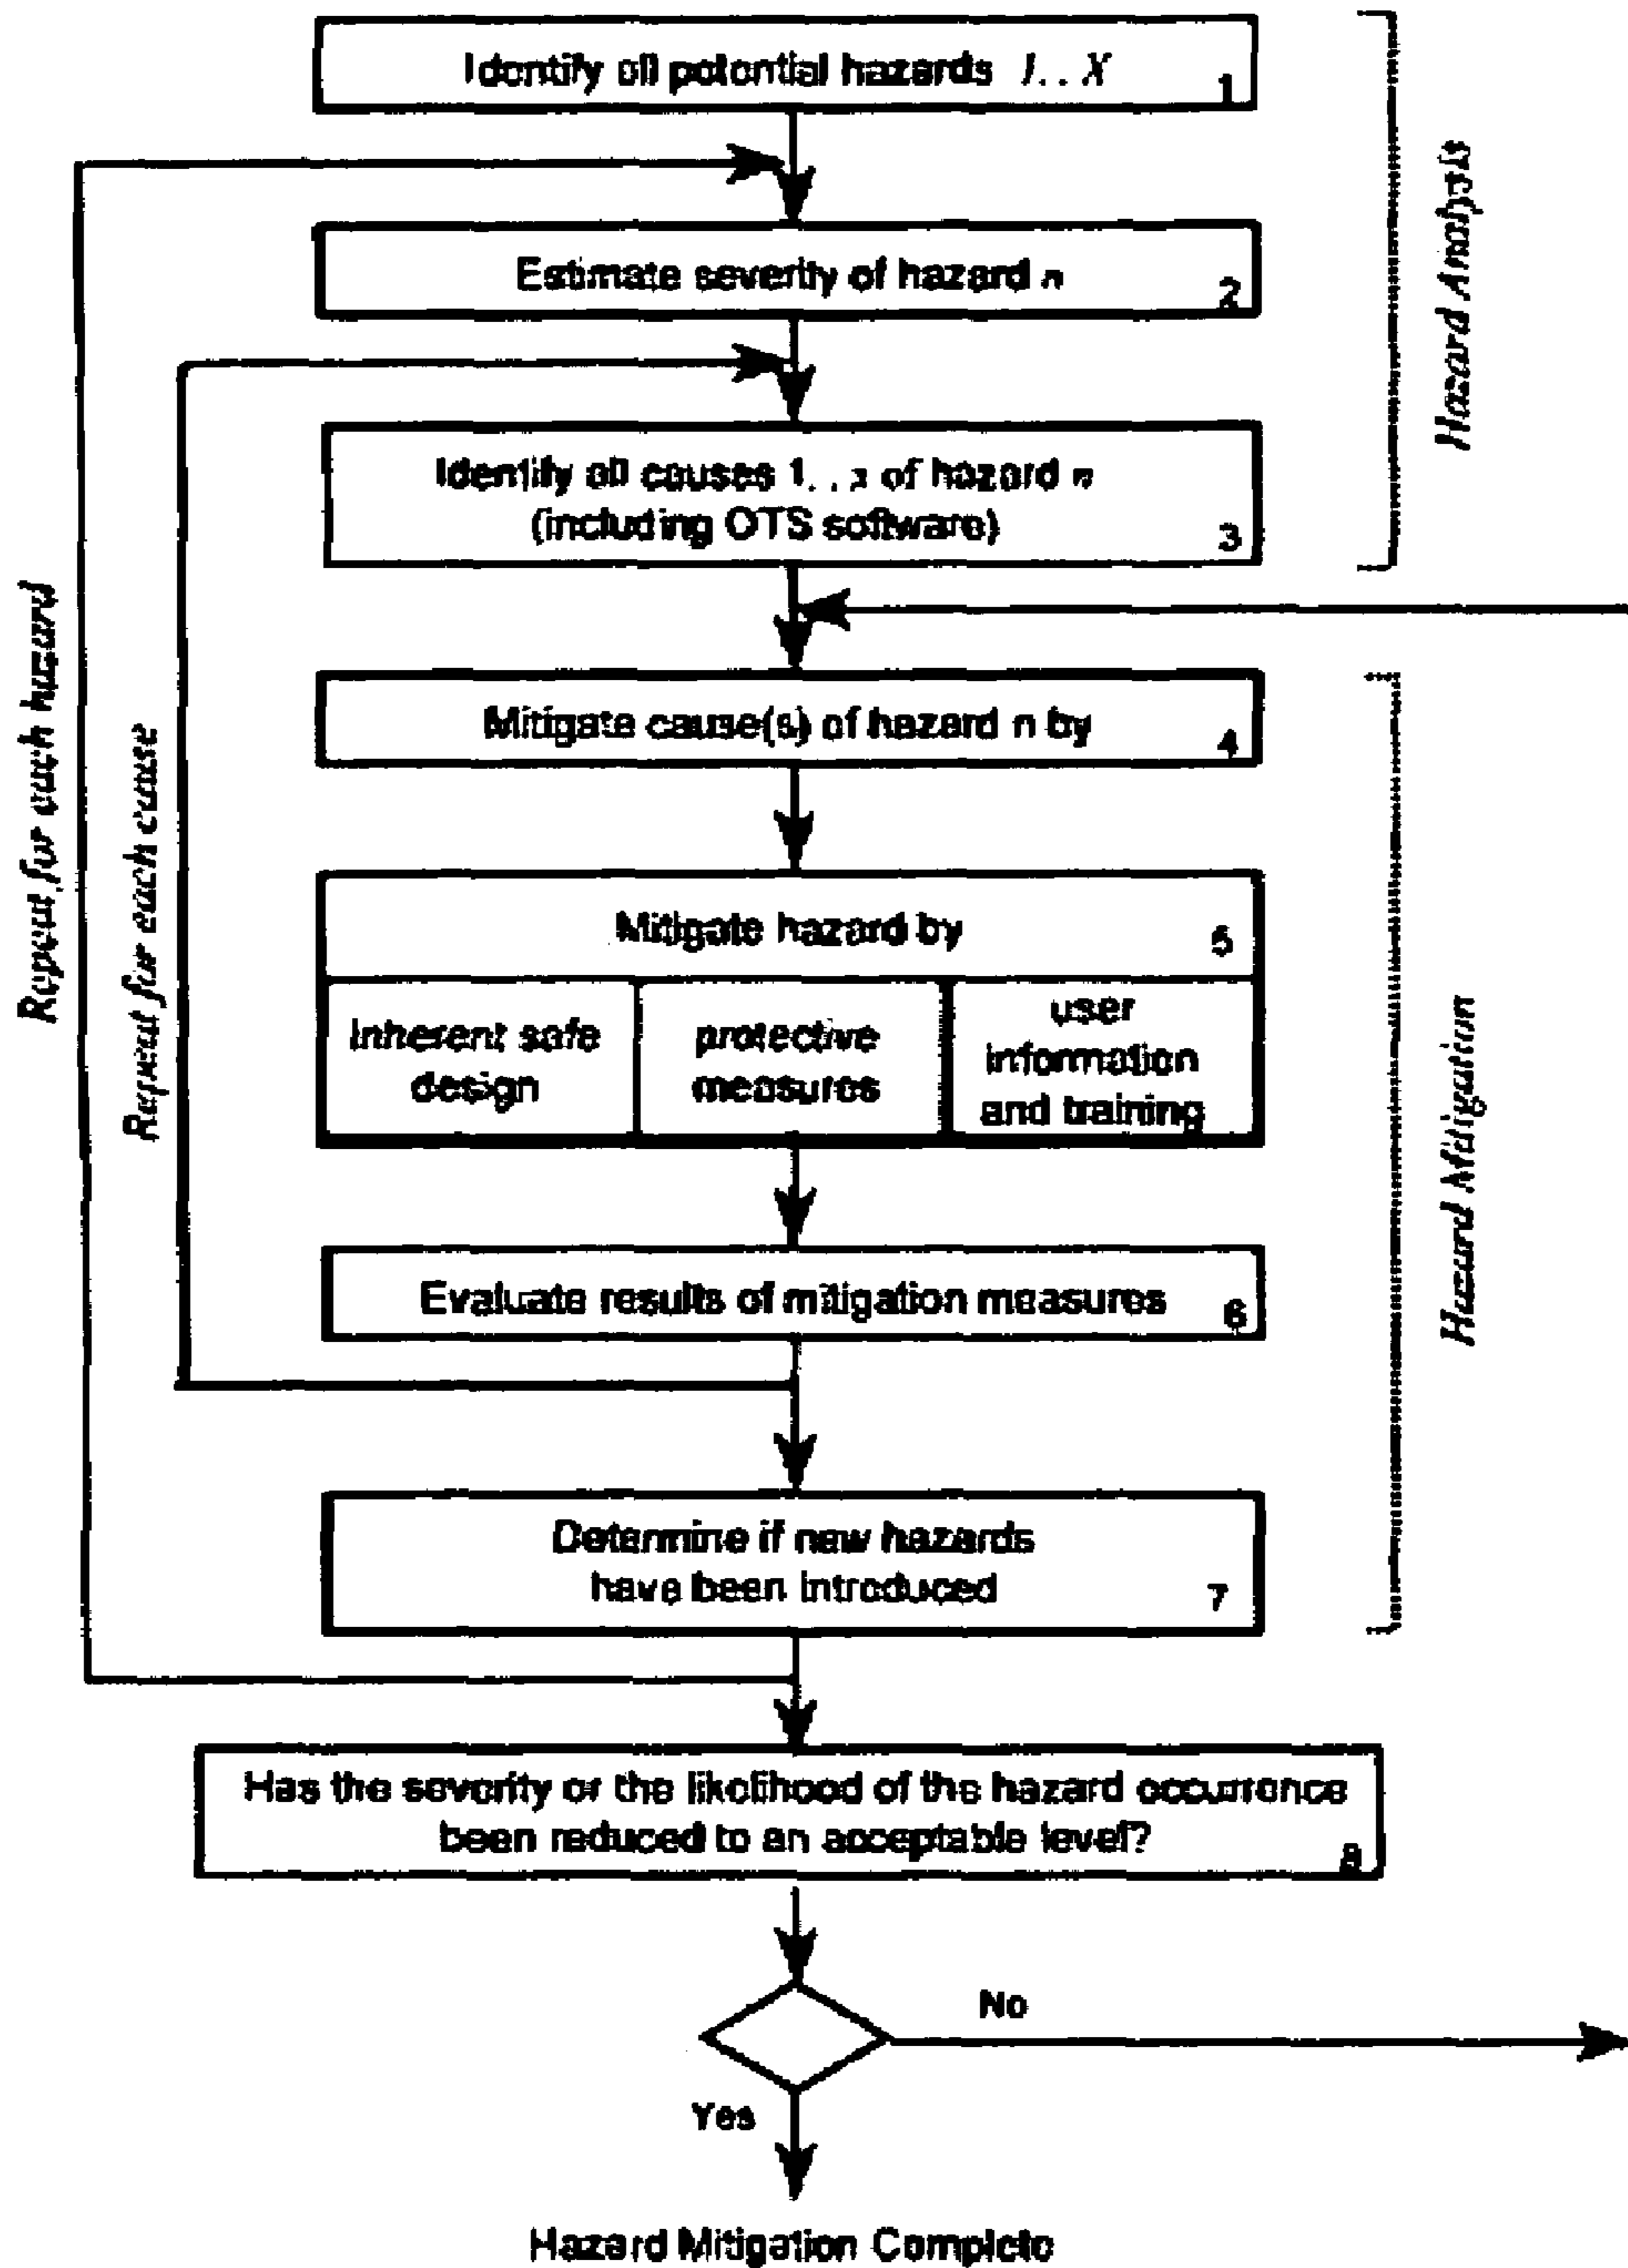 Identify all potential hazards 1..X
1
Estimate severity of hazard n
2
Identify all causes 1...z of hazard n
(including OTS software)
3
Mitigate cause(s) of hazard n by
4
Mitigate hazard by
5
Inherent safe
design
protective
measures
user
information
and training
Evaluate results of mitigation measures
6
Determine if new hazards
have been introduced
7
Has the severity or the likelihood of the hazard occurrence
been reduced to an acceptable level?
8
No
Yes
Hazard Mitigation Complete
Repeat for each hazard
Repeat for each cause
Hazard Analysis
Hazard Mitigation